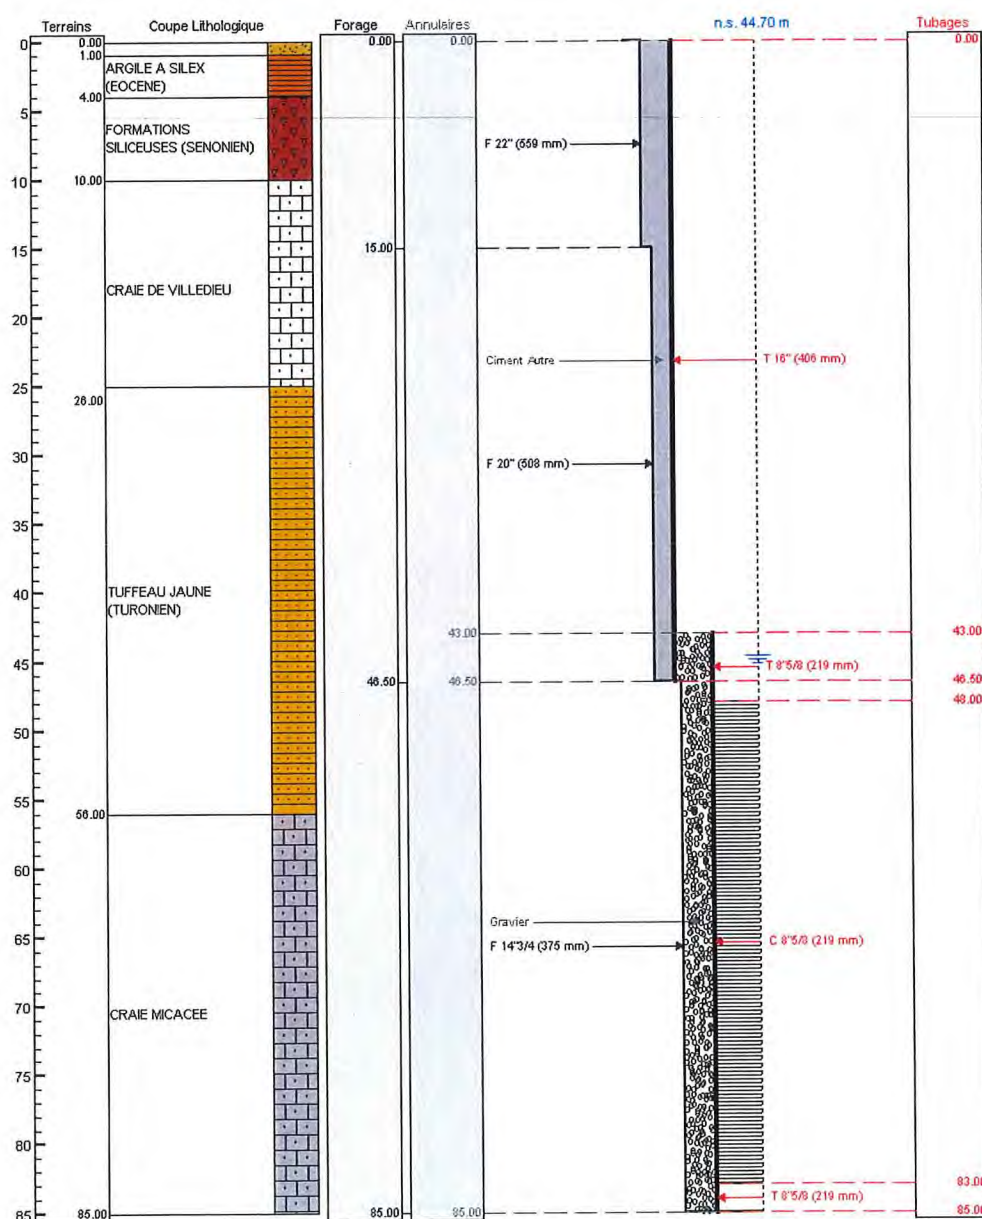 Terrains Coupe Lithologique Forage Annulaires n.s. 44.70 m Tubages
0 0.00 0.00 0.00 0.00
1.00
ARGILE A SILEX
(EOCENE)
4.00
5
FORMATIONS
SILICEUSES (SENONIEN)
F 22" (559 mm)
10 10.00
15 15.00
CRAIE DE VILLEDIEU
20
Ciment Autre T 16" (406 mm)
25
26.00
30
F 20" (508 mm)
35
40
TUFFEAU JAUNE
(TURONIEN)
43.00 43.00
45
T 8"5/8 (219 mm)
46.50 46.50 46.50
48.00
50
55
56.00
60
Gravier
65 F 14"3/4 (375 mm) C 8"5/8 (219 mm)
70
CRAIE MICACEE
75
80
83.00
T 8"5/8 (219 mm)
85 85.00 85.00 85.00 85.00